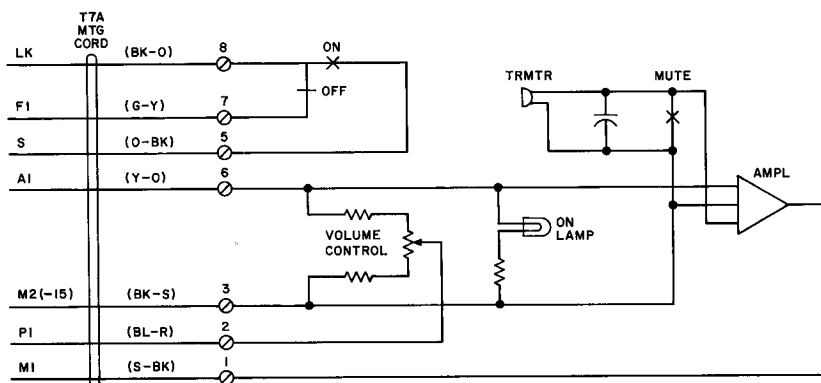 T7A
MTG
CORD
LK (BK-O) 8 ON
OFF
F1 (G-Y) 7
S (O-BK) 5
A1 (Y-O) 6
TRMTR MUTE
AMPL
VOLUME
CONTROL
ON
LAMP
M2(-15) (BK-S) 3
P1 (BL-R) 2
M1 (S-BK) 1